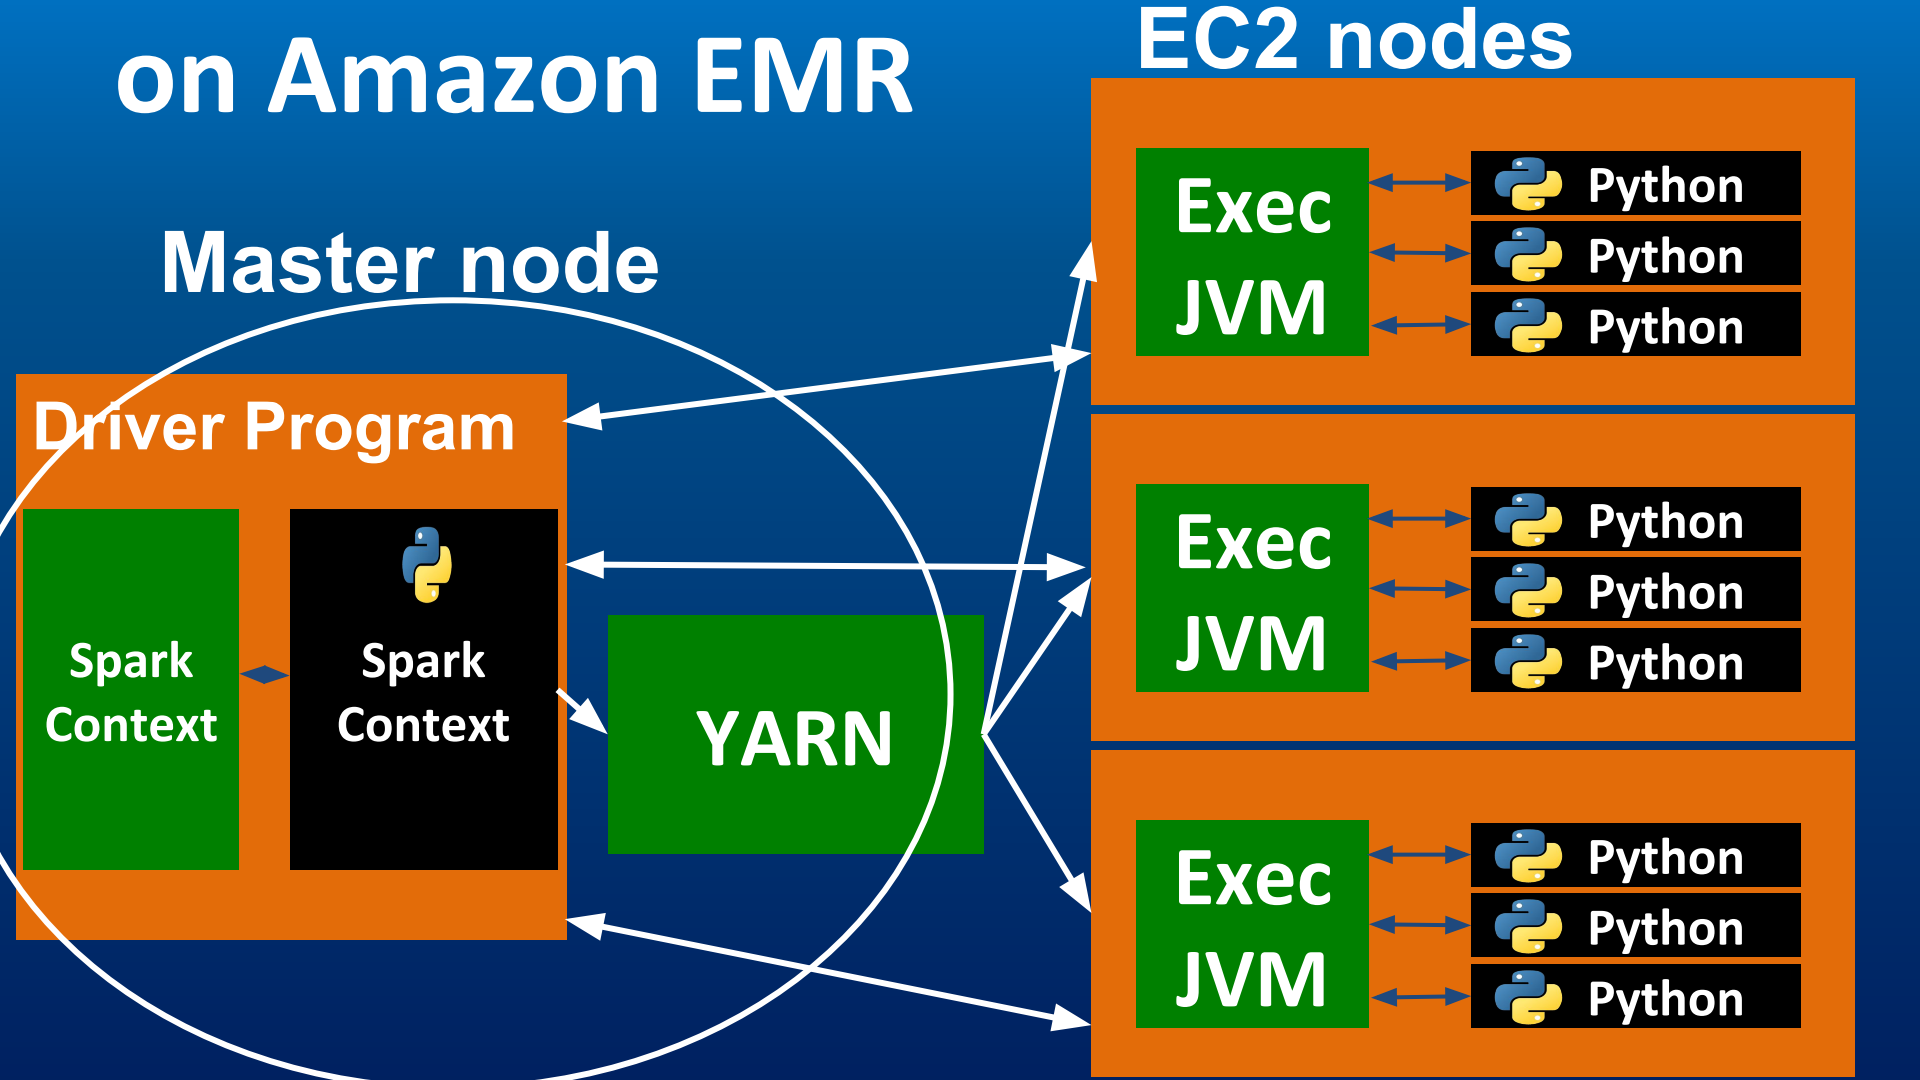 on Amazon EMR
EC2 nodes
Master node
Driver Program
Spark
Context
Spark
Context
YARN
Exec
JVM
Python
Python
Python
Exec
JVM
Python
Python
Python
Exec
JVM
Python
Python
Python